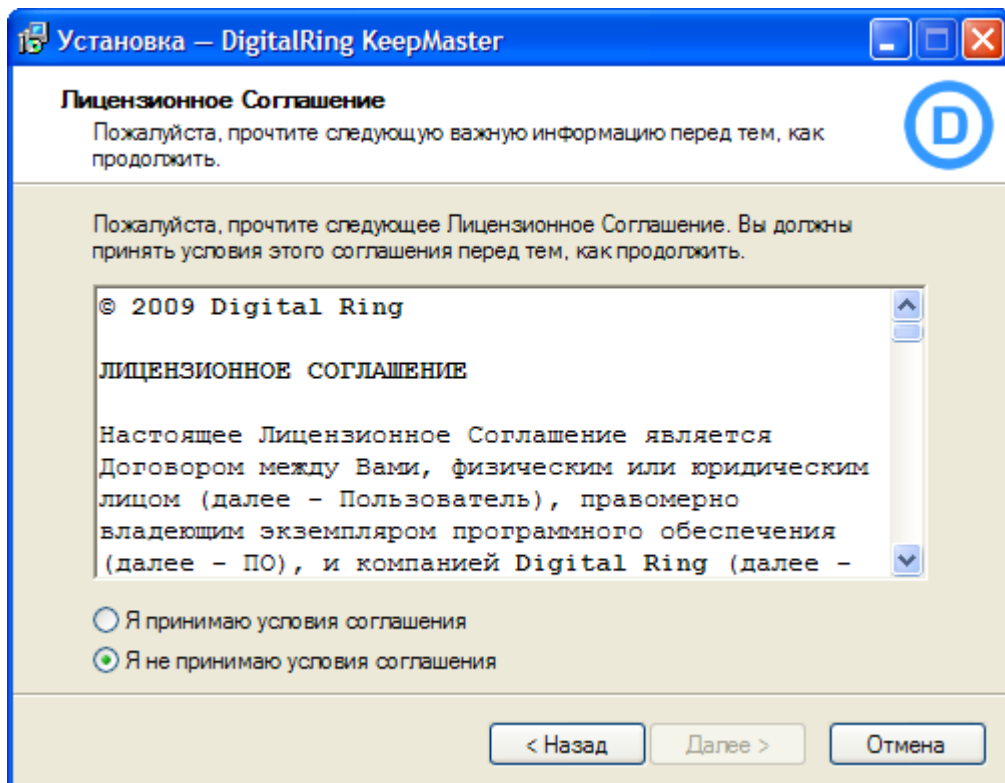 Установка — DigitalRing KeepMaster
Лицензионное Соглашение
Пожалуйста, прочтите следующую важную информацию перед тем, как
продолжить.
D
Пожалуйста, прочтите следующее Лицензионное Соглашение. Вы должны
принять условия этого соглашения перед тем, как продолжить.
© 2009 Digital Ring
ЛИЦЕНЗИОННОЕ СОГЛАШЕНИЕ
Настоящее Лицензионное Соглашение является
Договором между Вами, физическим или юридическим
лицом (далее – Пользователь), правомерно
владеющим экземпляром программного обеспечения
(далее – ПО), и компанией Digital Ring (далее –
Я принимаю условия соглашения
Я не принимаю условия соглашения
< Назад Далее > Отмена